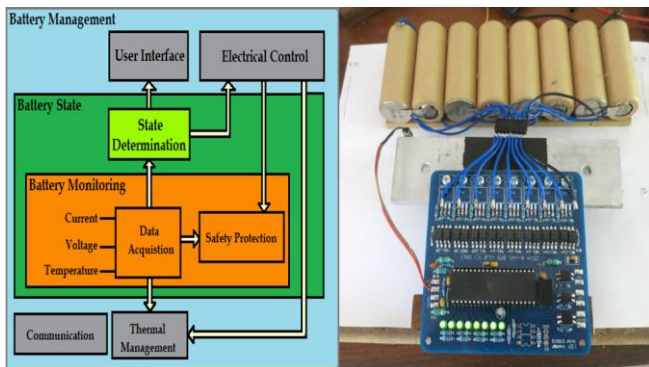 Battery Management
User Interface
Electrical Control
Battery State
State
Determination
Battery Monitoring
Current
Voltage
Temperature
Data
Acquistion
Safety Protection
Communication
Thermal
Management